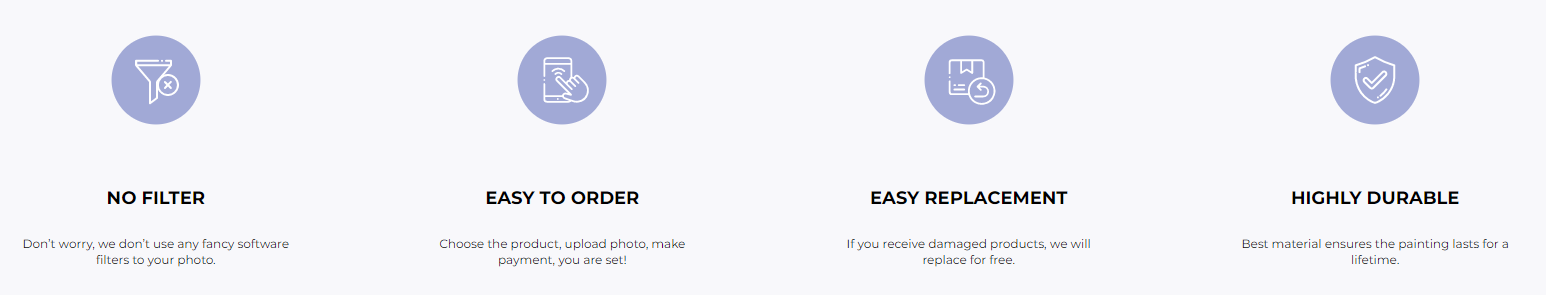 NO FILTER
Don't worry, we don't use any fancy software
filters to your photo.
EASY TO ORDER
Choose the product, upload photo, make
payment, you are set!
EASY REPLACEMENT
If you receive damaged products, we will
replace for free.
HIGHLY DURABLE
Best material ensures the painting lasts for a
lifetime.